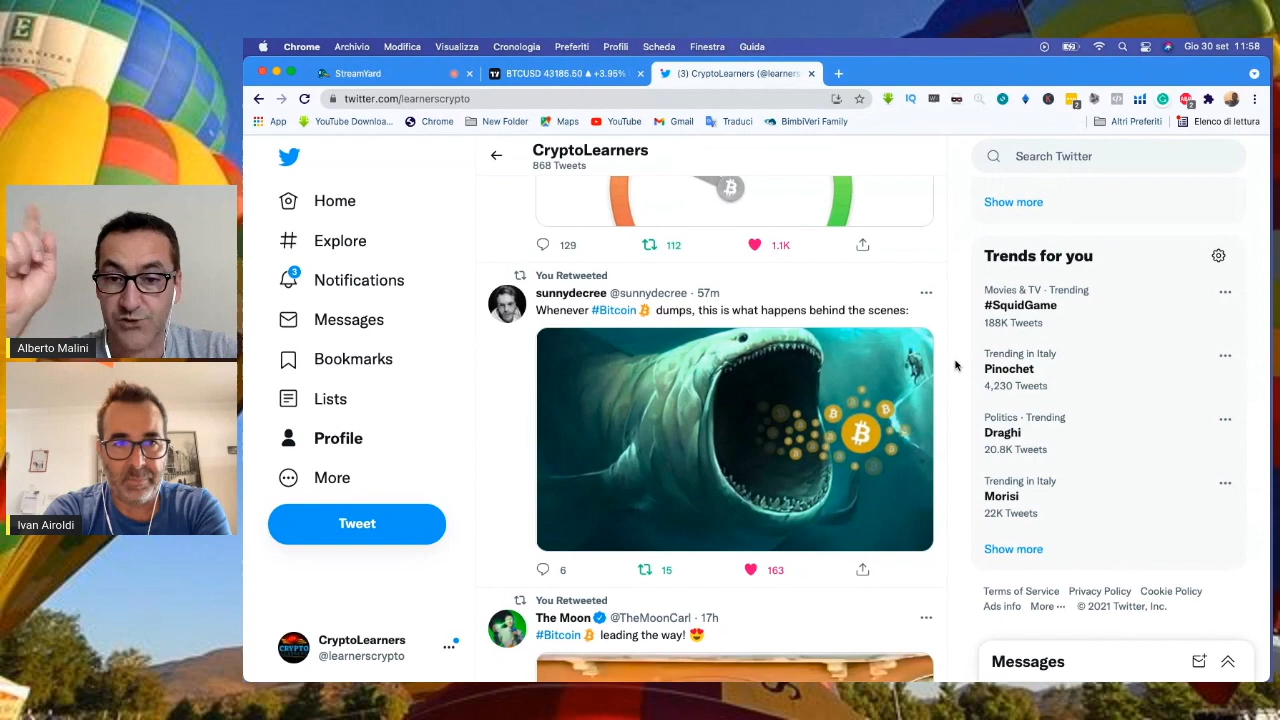 Chrome Archivio Modifica Visualizza Cronologia Preferiti Profili Scheda Finestra Guida Gio 30 set 11:58
StreamYard BTCUSD 43186.50 ▲ +3.95% (3) CryptoLearners (@learners
twitter.com/learnerscrypto
App YouTube Downloa... Chrome New Folder Maps YouTube Gmail Traduci BimbiVeri Family Altri Preferiti Elenco di lettura
CryptoLearners
868 Tweets
Search Twitter
Home
Explore
3
Notifications
Messages
Bookmarks
Lists
Profile
More
Tweet
CryptoLearners
@learnerscrypto
CRYPTO
129 112 1.1K
You Retweeted
sunnydecree @sunnydecree · 57m
Whenever #Bitcoin dumps, this is what happens behind the scenes:
6 15 163
You Retweeted
The Moon @TheMoonCarl · 17h
#Bitcoin leading the way! 😍
Show more
Trends for you
Movies & TV · Trending
#SquidGame
188K Tweets
Trending in Italy
Pinochet
4,230 Tweets
Politics · Trending
Draghi
20.8K Tweets
Trending in Italy
Morisi
22K Tweets
Show more
Terms of Service Privacy Policy Cookie Policy
Ads info More ··· © 2021 Twitter, Inc.
Messages
Alberto Malini
Ivan Airoldi